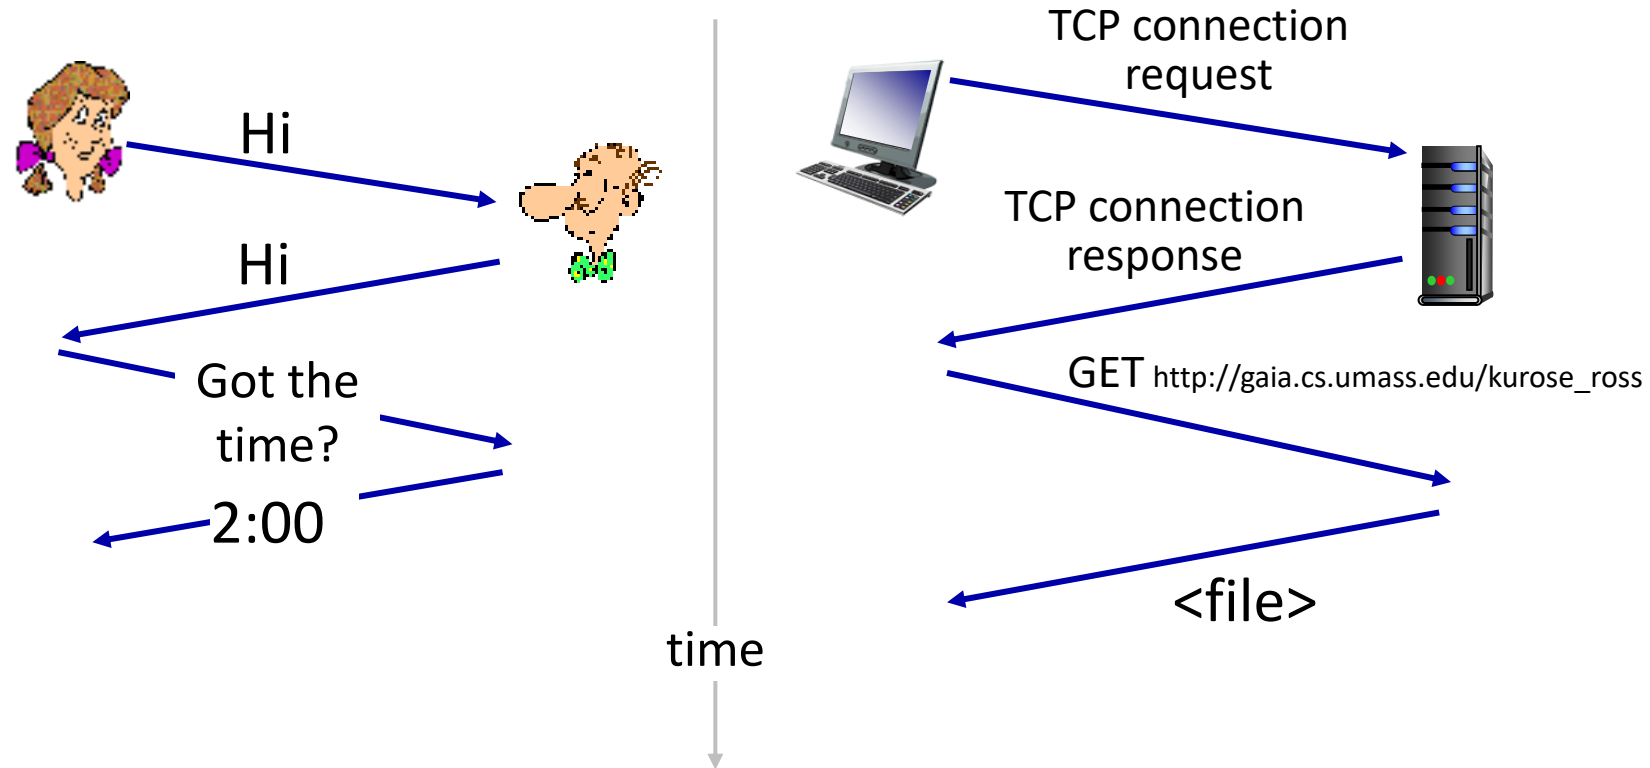 Hi
Hi
Got the
time?
2:00
time
TCP connection
request
TCP connection
response
GET http://gaia.cs.umass.edu/kurose_ross
<file>